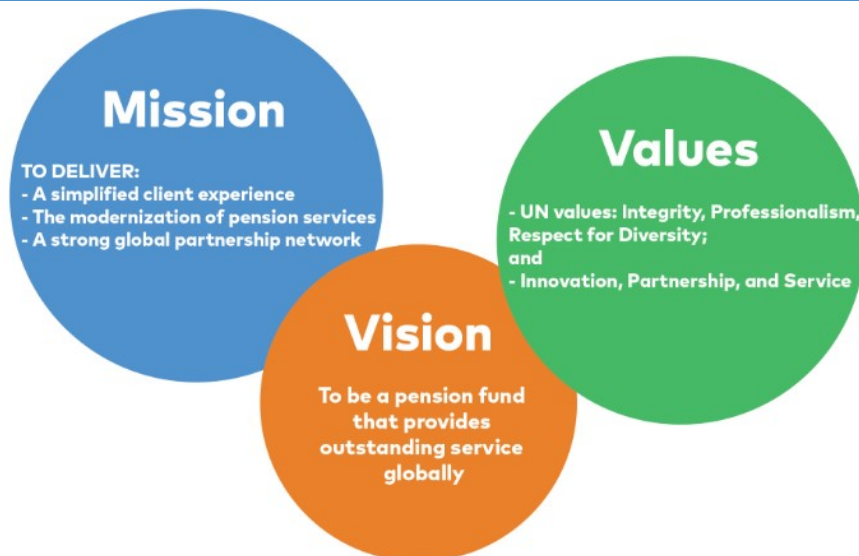 Mission
TO DELIVER:
- A simplified client experience
- The modernization of pension services
- A strong global partnership network
Vision
To be a pension fund
that provides
outstanding service
globally
Values
- UN values: Integrity, Professionalism,
Respect for Diversity;
and
- Innovation, Partnership, and Service